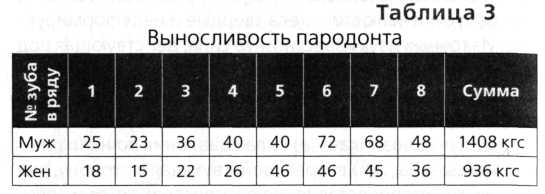 Таблица 3
Выносливость пародонта
№ зуба в ряду 1 2 3 4 5 6 7 8 Сумма
Муж 25 23 36 40 40 72 68 48 1408 кгс
Жен 18 15 22 26 46 46 45 36 936 кгс